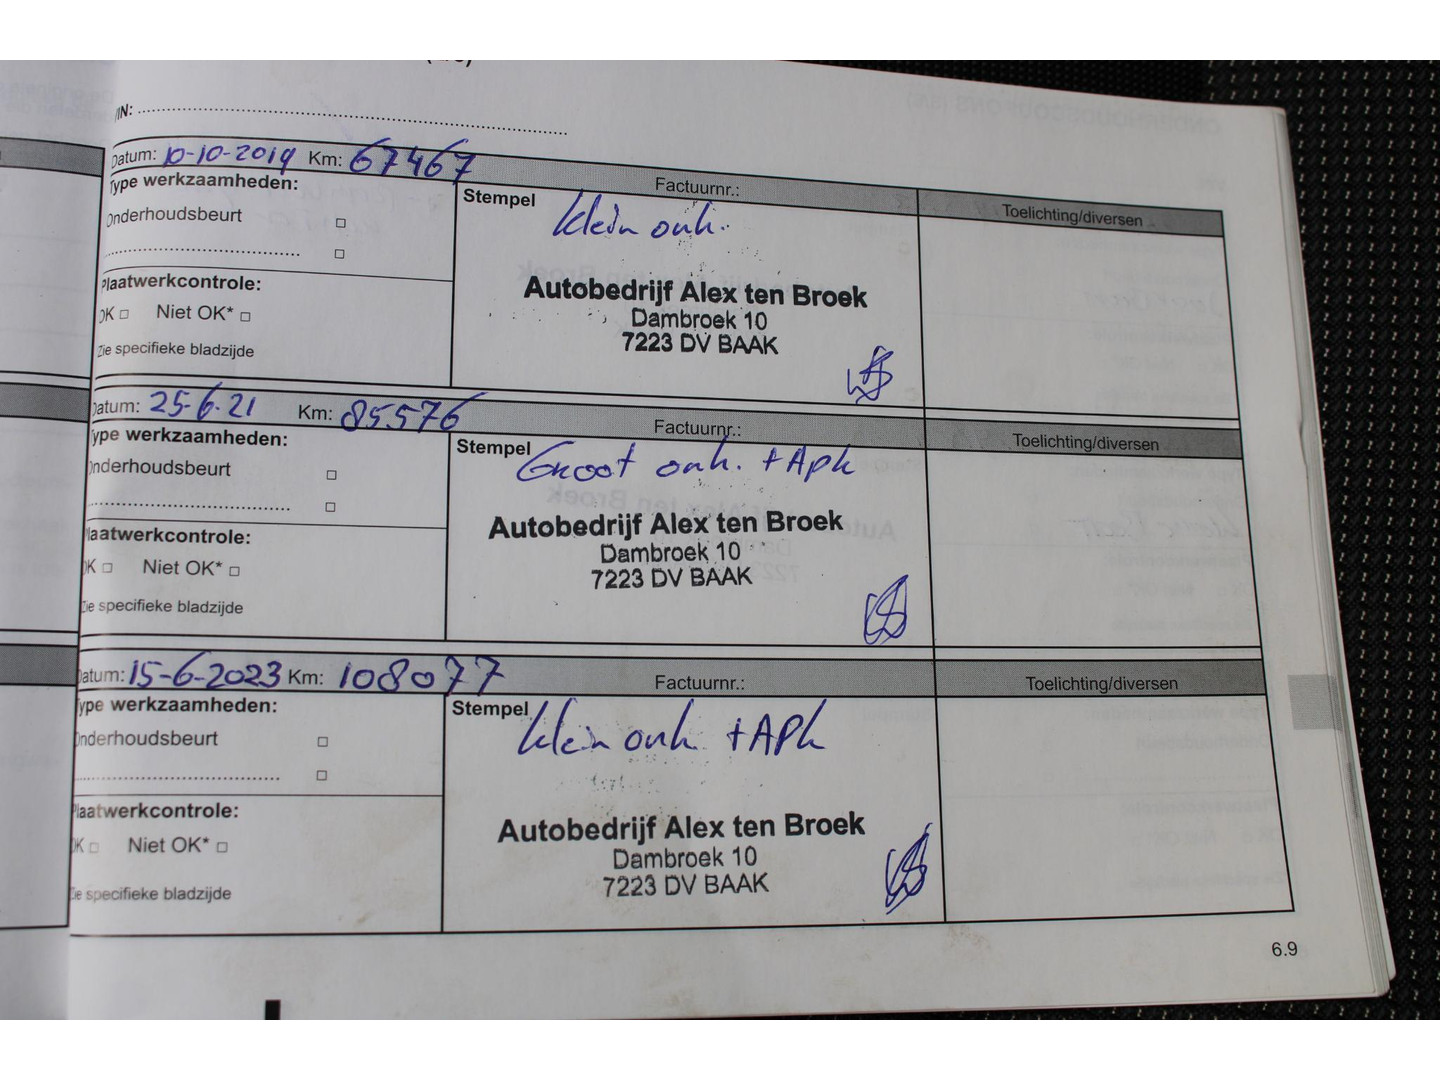 VIN:
Datum: 10-10-2019 Km: 67467 Factuurnr.:
Type werkzaamheden:
Onderhoudsbeurt
Plaatwerkcontrole:
OK Niet OK*
Zie specifieke bladzijde
Stempel
klein onh.
Autobedrijf Alex ten Broek
Dambroek 10
7223 DV BAAK
Toelichting/diversen
Datum: 25-6-21 Km: 85576 Factuurnr.:
Type werkzaamheden:
Onderhoudsbeurt
Plaatwerkcontrole:
OK Niet OK*
Zie specifieke bladzijde
Stempel
Groot onh. + Apk
Autobedrijf Alex ten Broek
Dambroek 10
7223 DV BAAK
Toelichting/diversen
Datum: 15-6-2023 Km: 108077 Factuurnr.:
Type werkzaamheden:
Onderhoudsbeurt
Plaatwerkcontrole:
OK Niet OK*
Zie specifieke bladzijde
Stempel
klein onh +APk
Autobedrijf Alex ten Broek
Dambroek 10
7223 DV BAAK
Toelichting/diversen
6.9